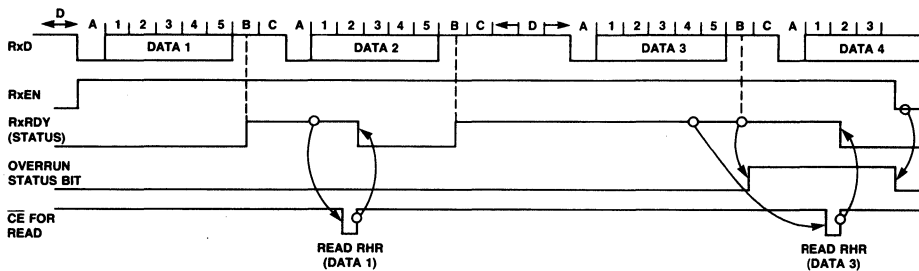 D A 1 2 3 4 5 B C A 1 2 3 4 5 B C D A 1 2 3 4 5 B C A 1 2 3
RxD DATA 1 DATA 2 DATA 3 DATA 4
RxEN
RxRDY
(STATUS)
OVERRUN
STATUS BIT
CE FOR
READ
READ RHR
(DATA 1)
READ RHR
(DATA 3)